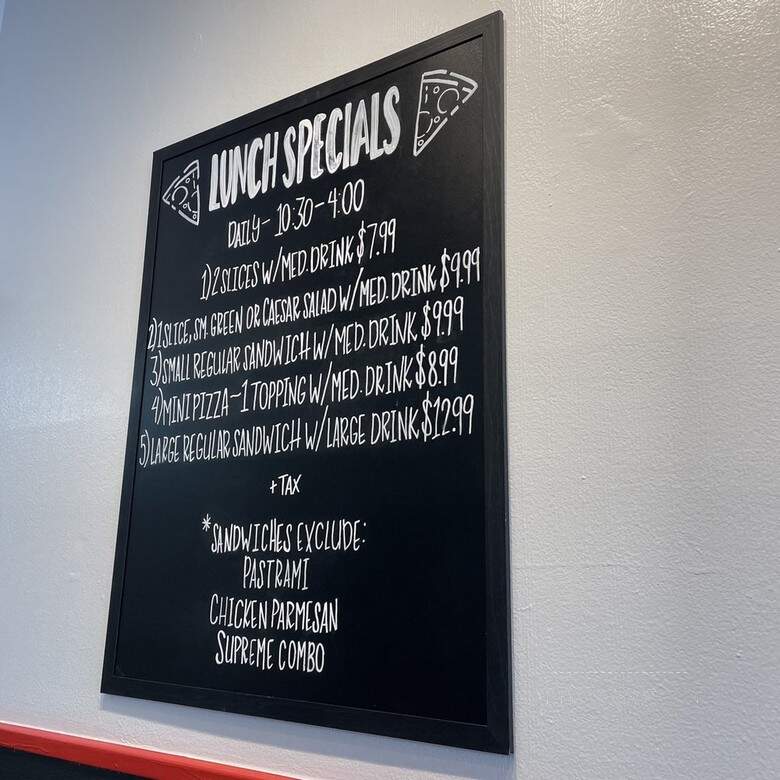 LUNCH SPECIALS
DAILY - 10:30 - 4:00
1) 2 SLICES W/ MED. DRINK $7.99
2) 1 SLICE, SM. GREEN OR CAESAR SALAD W/ MED. DRINK $9.99
3) SMALL REGULAR SANDWICH W/ MED. DRINK $9.99
4) MINI PIZZA - 1 TOPPING W/ MED. DRINK $8.99
5) LARGE REGULAR SANDWICH W/ LARGE DRINK $12.99
+ TAX
*SANDWICHES EXCLUDE:
PASTRAMI
CHICKEN PARMESAN
SUPREME COMBO